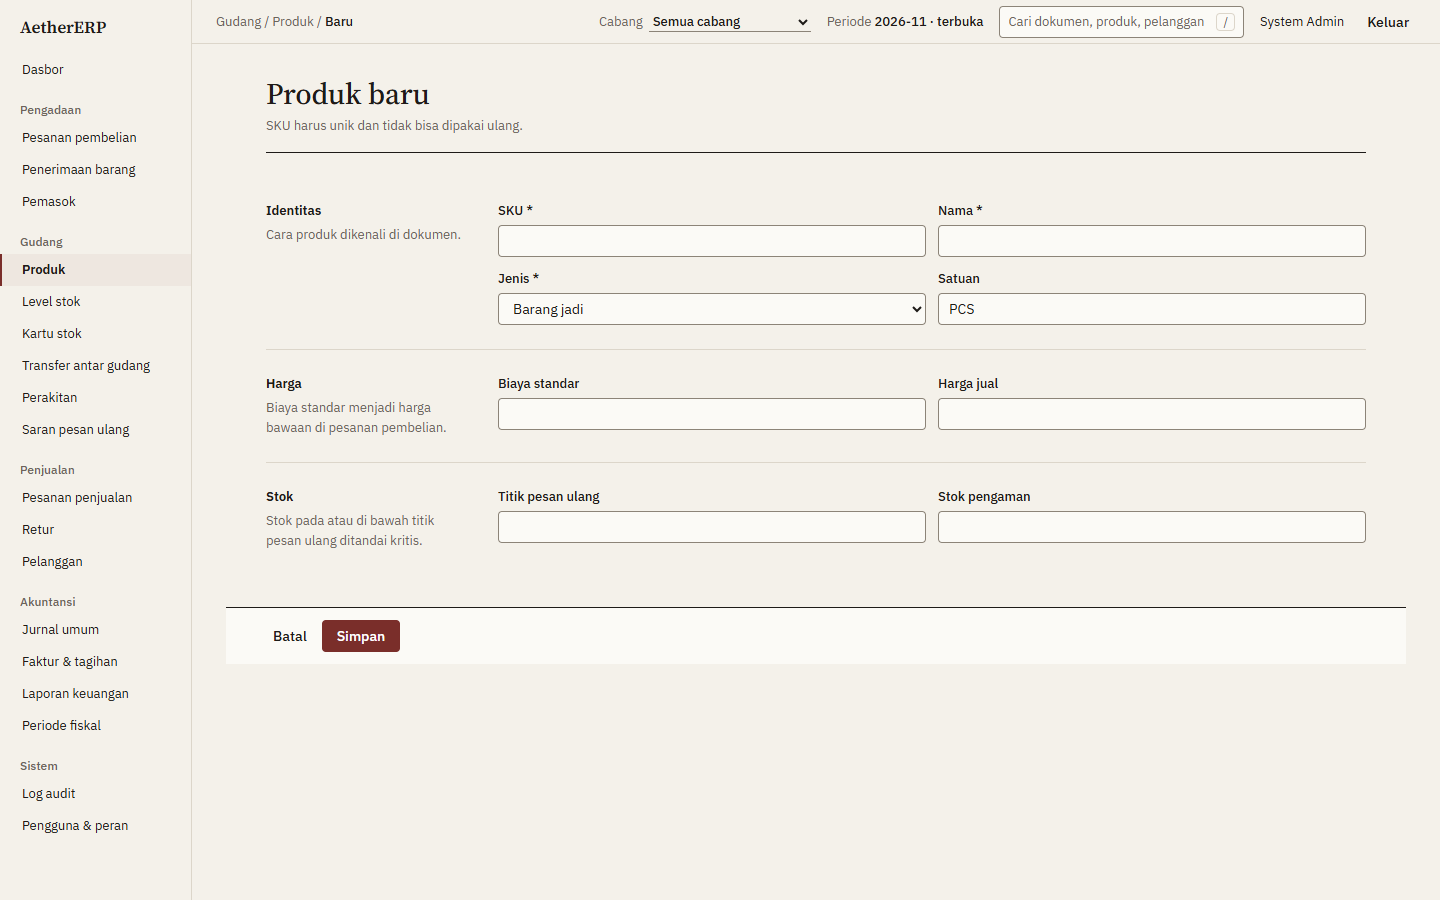 AetherERP
Dasbor
Pengadaan
Pesanan pembelian
Penerimaan barang
Pemasok
Gudang
Produk
Level stok
Kartu stok
Transfer antar gudang
Perakitan
Saran pesan ulang
Penjualan
Pesanan penjualan
Retur
Pelanggan
Akuntansi
Jurnal umum
Faktur & tagihan
Laporan keuangan
Periode fiskal
Sistem
Log audit
Pengguna & peran
Gudang / Produk / Baru
Cabang Semua cabang
Periode 2026-11 · terbuka
Cari dokumen, produk, pelanggan /
System Admin
Keluar
Produk baru
SKU harus unik dan tidak bisa dipakai ulang.
Identitas
Cara produk dikenali di dokumen.
SKU *
Nama *
Jenis *
Barang jadi
Satuan
PCS
Harga
Biaya standar menjadi harga
bawaan di pesanan pembelian.
Biaya standar
Harga jual
Stok
Stok pada atau di bawah titik
pesan ulang ditandai kritis.
Titik pesan ulang
Stok pengaman
Batal
Simpan